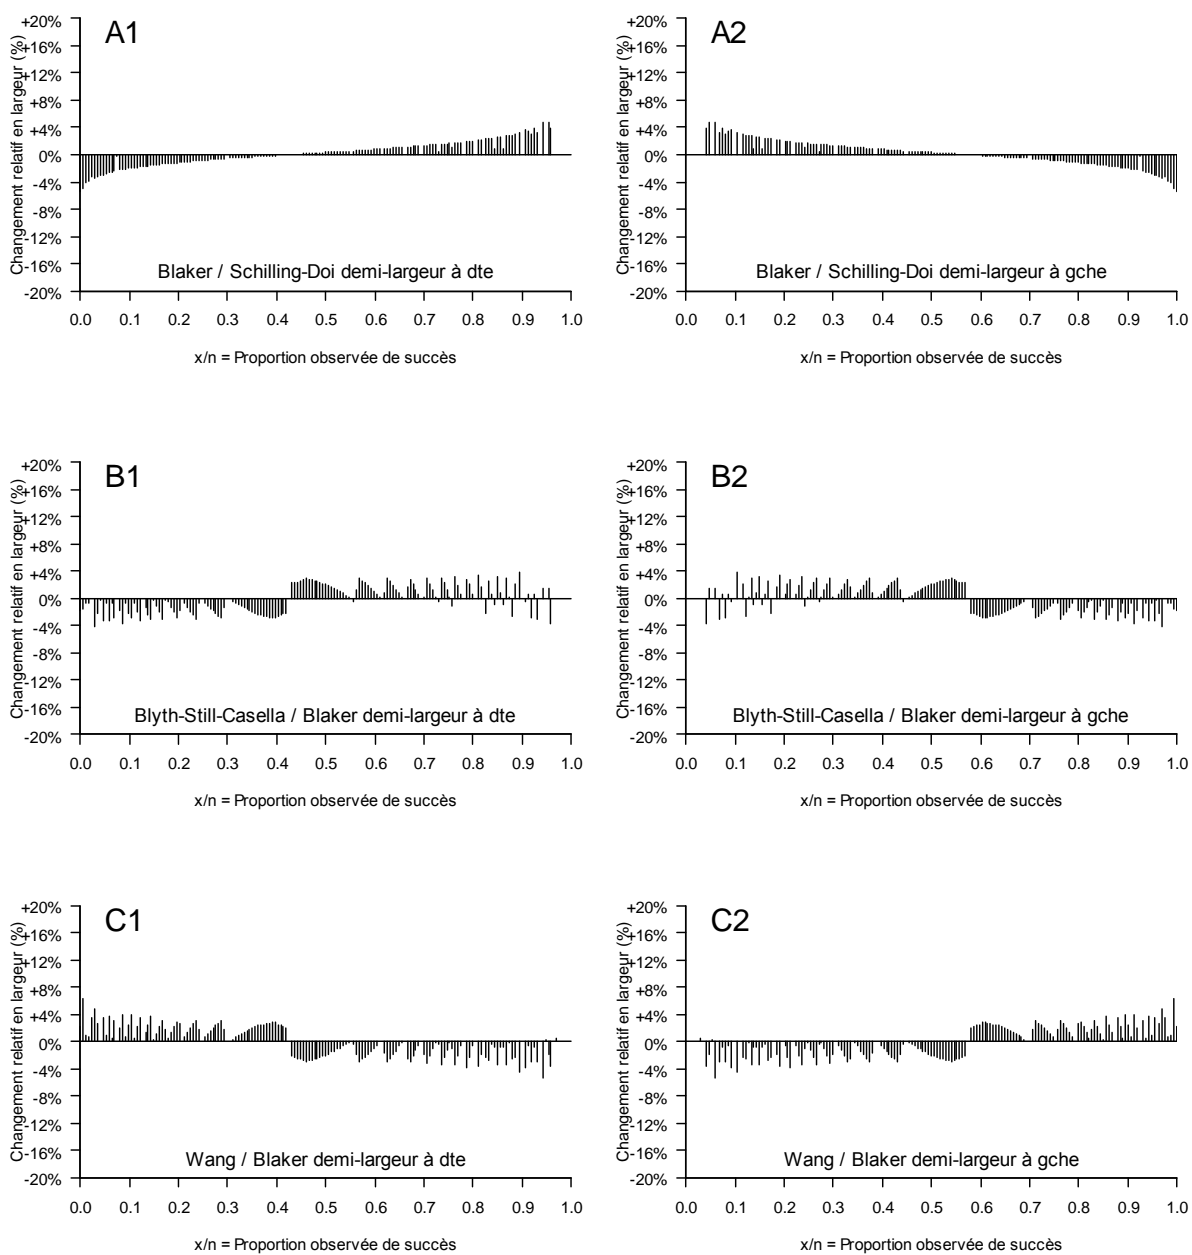 A1
Changement relatif en largeur (%)
+20%
+16%
+12%
+8%
+4%
0%
-4%
-8%
-12%
-16%
-20%
Blaker / Schilling-Doi demi-largeur à dte
0.0 0.1 0.2 0.3 0.4 0.5 0.6 0.7 0.8 0.9 1.0
x/n = Proportion observée de succès
A2
Changement relatif en largeur (%)
+20%
+16%
+12%
+8%
+4%
0%
-4%
-8%
-12%
-16%
-20%
Blaker / Schilling-Doi demi-largeur à gche
0.0 0.1 0.2 0.3 0.4 0.5 0.6 0.7 0.8 0.9 1.0
x/n = Proportion observée de succès
B1
Changement relatif en largeur (%)
+20%
+16%
+12%
+8%
+4%
0%
-4%
-8%
-12%
-16%
-20%
Blyth-Still-Casella / Blaker demi-largeur à dte
0.0 0.1 0.2 0.3 0.4 0.5 0.6 0.7 0.8 0.9 1.0
x/n = Proportion observée de succès
B2
Changement relatif en largeur (%)
+20%
+16%
+12%
+8%
+4%
0%
-4%
-8%
-12%
-16%
-20%
Blyth-Still-Casella / Blaker demi-largeur à gche
0.0 0.1 0.2 0.3 0.4 0.5 0.6 0.7 0.8 0.9 1.0
x/n = Proportion observée de succès
C1
Changement relatif en largeur (%)
+20%
+16%
+12%
+8%
+4%
0%
-4%
-8%
-12%
-16%
-20%
Wang / Blaker demi-largeur à dte
0.0 0.1 0.2 0.3 0.4 0.5 0.6 0.7 0.8 0.9 1.0
x/n = Proportion observée de succès
C2
Changement relatif en largeur (%)
+20%
+16%
+12%
+8%
+4%
0%
-4%
-8%
-12%
-16%
-20%
Wang / Blaker demi-largeur à gche
0.0 0.1 0.2 0.3 0.4 0.5 0.6 0.7 0.8 0.9 1.0
x/n = Proportion observée de succès